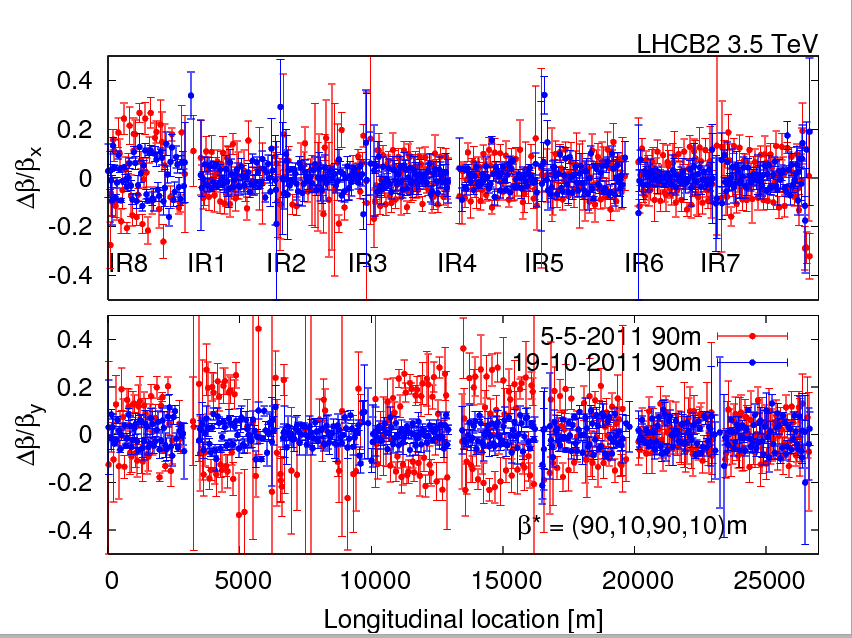 LHCB2 3.5 TeV
0.4
0.2
0
-0.2
-0.4
Δβ/βx
IR8 IR1 IR2 IR3 IR4 IR5 IR6 IR7
0.4
0.2
0
-0.2
-0.4
Δβ/βy
5-5-2011 90m
19-10-2011 90m
β* = (90,10,90,10)m
0 5000 10000 15000 20000 25000
Longitudinal location [m]